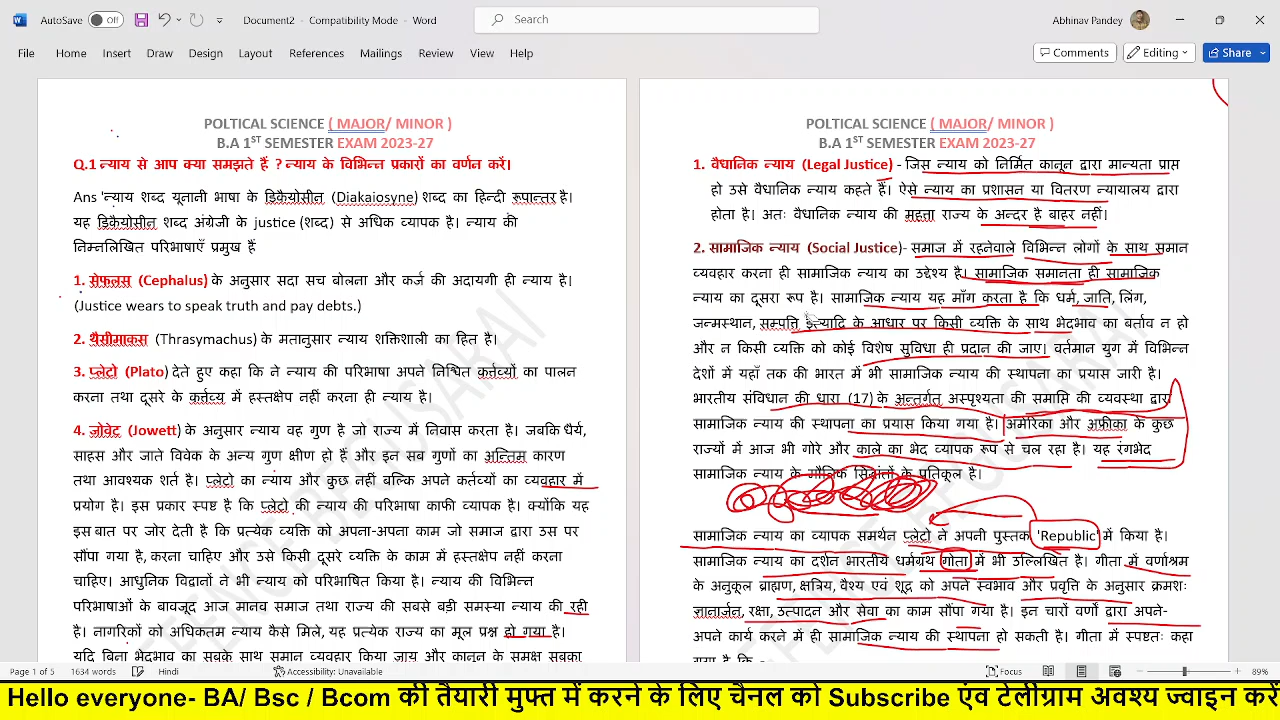 AutoSave Off Document2 - Compatibility Mode - Word Search Abhinav Pandey
File Home Insert Draw Design Layout References Mailings Review View Help Comments Editing Share
POLTICAL SCIENCE ( MAJOR/ MINOR )
B.A 1ST SEMESTER EXAM 2023-27
Q.1 न्याय से आप क्या समझते हैं ? न्याय के विभिन्न प्रकारों का वर्णन करें।
Ans 'न्याय शब्द यूनानी भाषा के डिकैयोसीन (Diakaiosyne) शब्द का हिन्दी रूपान्तर है।
यह डिकैयोसीन शब्द अंग्रेजी के justice (शब्द) से अधिक व्यापक है। न्याय की
निम्नलिखित परिभाषाएँ प्रमुख हैं
1. सेफलस (Cephalus) के अनुसार सदा सच बोलना और कर्ज की अदायगी ही न्याय है।
(Justice wears to speak truth and pay debts.)
2. थैसीमाकस (Thrasymachus) के मतानुसार न्याय शक्तिशाली का हित है।
3. प्लेटो (Plato) देते हुए कहा कि ने न्याय की परिभाषा अपने निश्चित कर्त्तव्यों का पालन
करना तथा दूसरे के कर्त्तव्य में हस्तक्षेप नहीं करना ही न्याय है।
4. जोवेट (Jowett) के अनुसार न्याय वह गुण है जो राज्य में निवास करता है। जबकि धैर्य,
साहस और जाते विवेक के अन्य गुण क्षीण हो हैं और इन सब गुणों का अन्तिम कारण
तथा आवश्यक शर्त है। प्लेटो का न्याय और कुछ नहीं बल्कि अपने कर्तव्यों का व्यवहार में
प्रयोग है। इस प्रकार स्पष्ट है कि प्लेटो की न्याय की परिभाषा काफी व्यापक है। क्योंकि यह
इस बात पर जोर देती है कि प्रत्येक व्यक्ति को अपना-अपना काम जो समाज द्वारा उस पर
सौंपा गया है, करना चाहिए और उसे किसी दूसरे व्यक्ति के काम में हस्तक्षेप नहीं करना
चाहिए। आधुनिक विद्वानों ने भी न्याय को परिभाषित किया है। न्याय की विभिन्न
परिभाषाओं के बावजूद आज मानव समाज तथा राज्य की सबसे बड़ी समस्या न्याय की रही
है। नागरिकों को अधिकतम न्याय कैसे मिले, यह प्रत्येक राज्य का मूल प्रश्न हो गया है।
यदि बिना भेदभाव का सबके साथ समान व्यवहार किया जाय और कानून के समक्ष सबका
POLTICAL SCIENCE ( MAJOR/ MINOR )
B.A 1ST SEMESTER EXAM 2023-27
1. वैधानिक न्याय (Legal Justice) - जिस न्याय को निर्मित कानून द्वारा मान्यता प्राप्त
हो उसे वैधानिक न्याय कहते हैं। ऐसे न्याय का प्रशासन या वितरण न्यायालय द्वारा
होता है। अतः वैधानिक न्याय की महता राज्य के अन्दर है बाहर नहीं।
2. सामाजिक न्याय (Social Justice)- समाज में रहनेवाले विभिन्न लोगों के साथ समान
व्यवहार करना ही सामाजिक न्याय का उद्देश्य है। सामाजिक समानता ही सामाजिक
न्याय का दूसरा रूप है। सामाजिक न्याय यह माँग करता है कि धर्म, जाति, लिंग,
जन्मस्थान, सम्पत्ति इत्यादि के आधार पर किसी व्यक्ति के साथ भेदभाव का बर्ताव न हो
और न किसी व्यक्ति को कोई विशेष सुविधा ही प्रदान की जाए। वर्तमान युग में विभिन्न
देशों में यहाँ तक की भारत में भी सामाजिक न्याय की स्थापना का प्रयास जारी है।
भारतीय संविधान की धारा (17) के अन्तर्गत अस्पृश्यता की समाप्ति की व्यवस्था द्वारा
सामाजिक न्याय की स्थापना का प्रयास किया गया है। अमेरिका और अफ्रीका के कुछ
राज्यों में आज भी गोरे और काले का भेद व्यापक रूप से चल रहा है। यह रंगभेद
सामाजिक न्याय के मौलिक सिद्धांतों के प्रतिकूल है।
सामाजिक न्याय का व्यापक समर्थन प्लेटो ने अपनी पुस्तक 'Republic' में किया है।
सामाजिक न्याय का दर्शन भारतीय धर्मग्रंथ गीता में भी उल्लिखित है। गीता में वर्णाश्रम
के अनुकूल ब्राह्मण, क्षत्रिय, वैश्य एवं शूद्र को अपने स्वभाव और प्रवृत्ति के अनुसार क्रमशः
ज्ञानार्जन, रक्षा, उत्पादन और सेवा का काम सौंपा गया है। इन चारों वर्णों द्वारा अपने-
अपने कार्य करने में ही सामाजिक न्याय की स्थापना हो सकती है। गीता में स्पष्टतः कहा
गया है कि
Page 1 of 5 1634 words Hindi Accessibility: Unavailable Focus 89%
Hello everyone- BA/ Bsc / Bcom की तैयारी मुफ्त में करने के लिए चैनल को Subscribe एंव टेलीग्राम अवश्य ज्वाइन करें